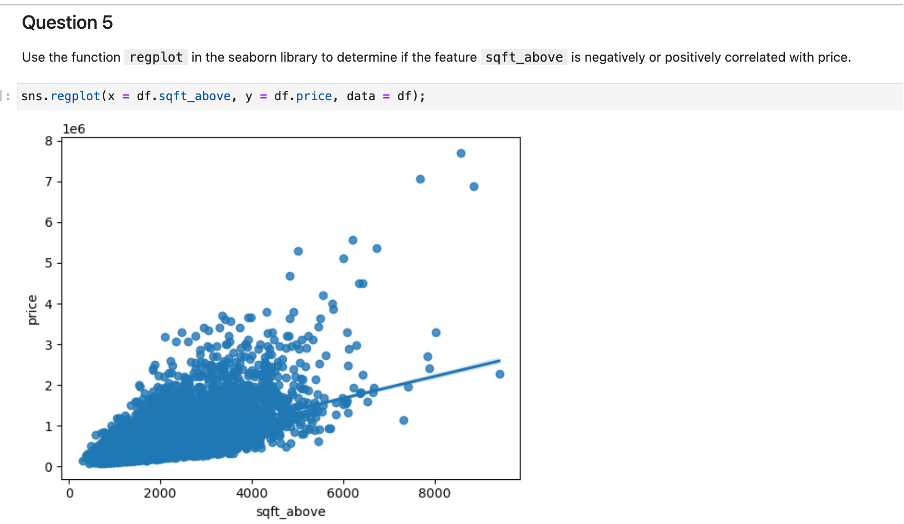 Question 5
Use the function regplot in the seaborn library to determine if the feature sqft_above is negatively or positively correlated with price.
]: sns.regplot(x = df.sqft_above, y = df.price, data = df);
1e6
8
7
6
5
4
3
2
1
0
price
0 2000 4000 6000 8000
sqft_above